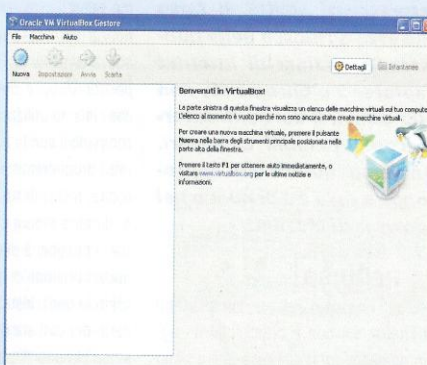 Oracle VM VirtualBox Gestore
File Macchina Aiuto
Nuova Impostazioni Avvia Scarta
Dettagli Istantanee
Benvenuti in VirtualBox!
La parte sinistra di questa finestra visualizza un elenco delle macchine virtuali sul tuo compute
L'elenco al momento è vuoto perché non sono ancora state create macchine virtuali.
Per creare una nuova macchina virtuale, premere il pulsante
Nuova nella barra degli strumenti principale posizionata nella
parte alta della finestra.
Premere il tasto F1 per ottenere aiuto immediatamente, o
visitare www.virtualbox.org per le ultime notizie e
informazioni.